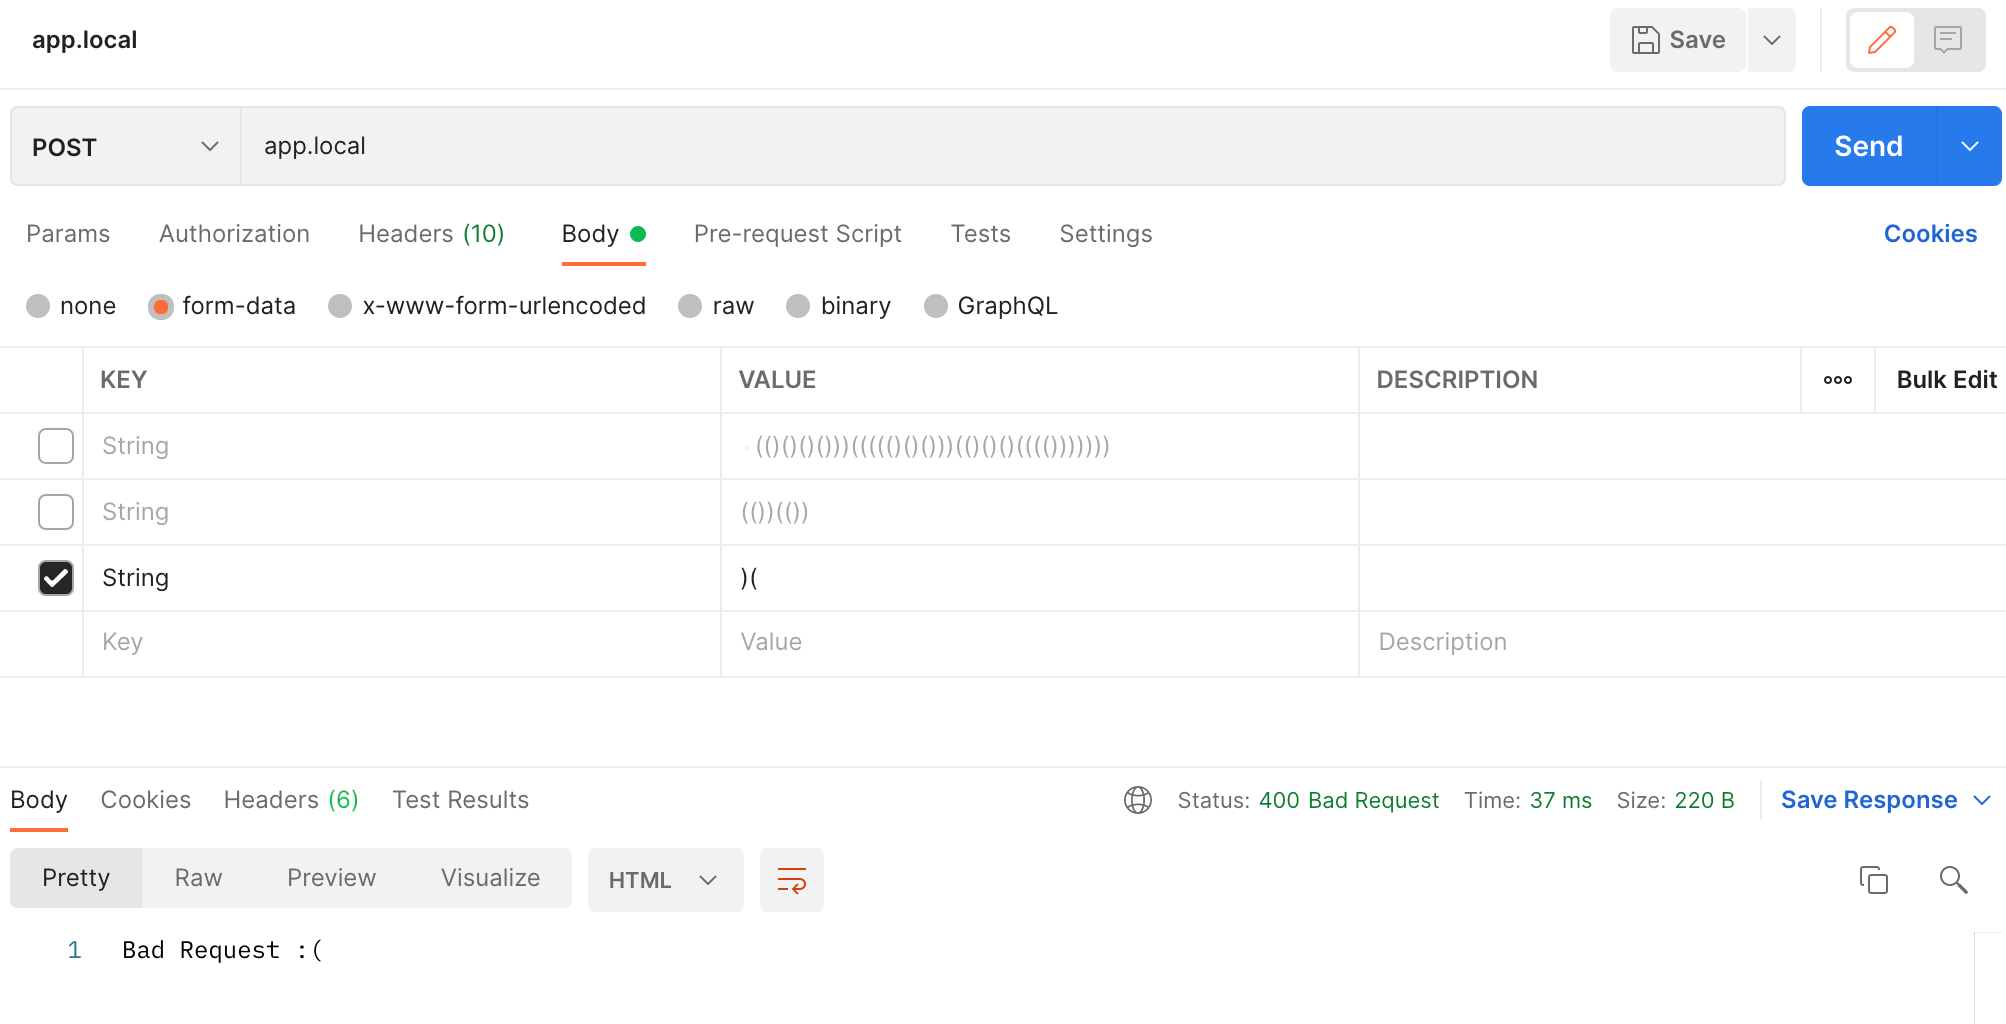 app.local
Save
POST app.local Send
Params Authorization Headers (10) Body Pre-request Script Tests Settings Cookies
none form-data x-www-form-urlencoded raw binary GraphQL
KEY VALUE DESCRIPTION ooo Bulk Edit
String (()()()()))((((()()()))(()()()(((())))))))
String (())(())
String )(
Key Value Description
Body Cookies Headers (6) Test Results Status: 400 Bad Request Time: 37 ms Size: 220 B Save Response
Pretty Raw Preview Visualize HTML
1 Bad Request :(